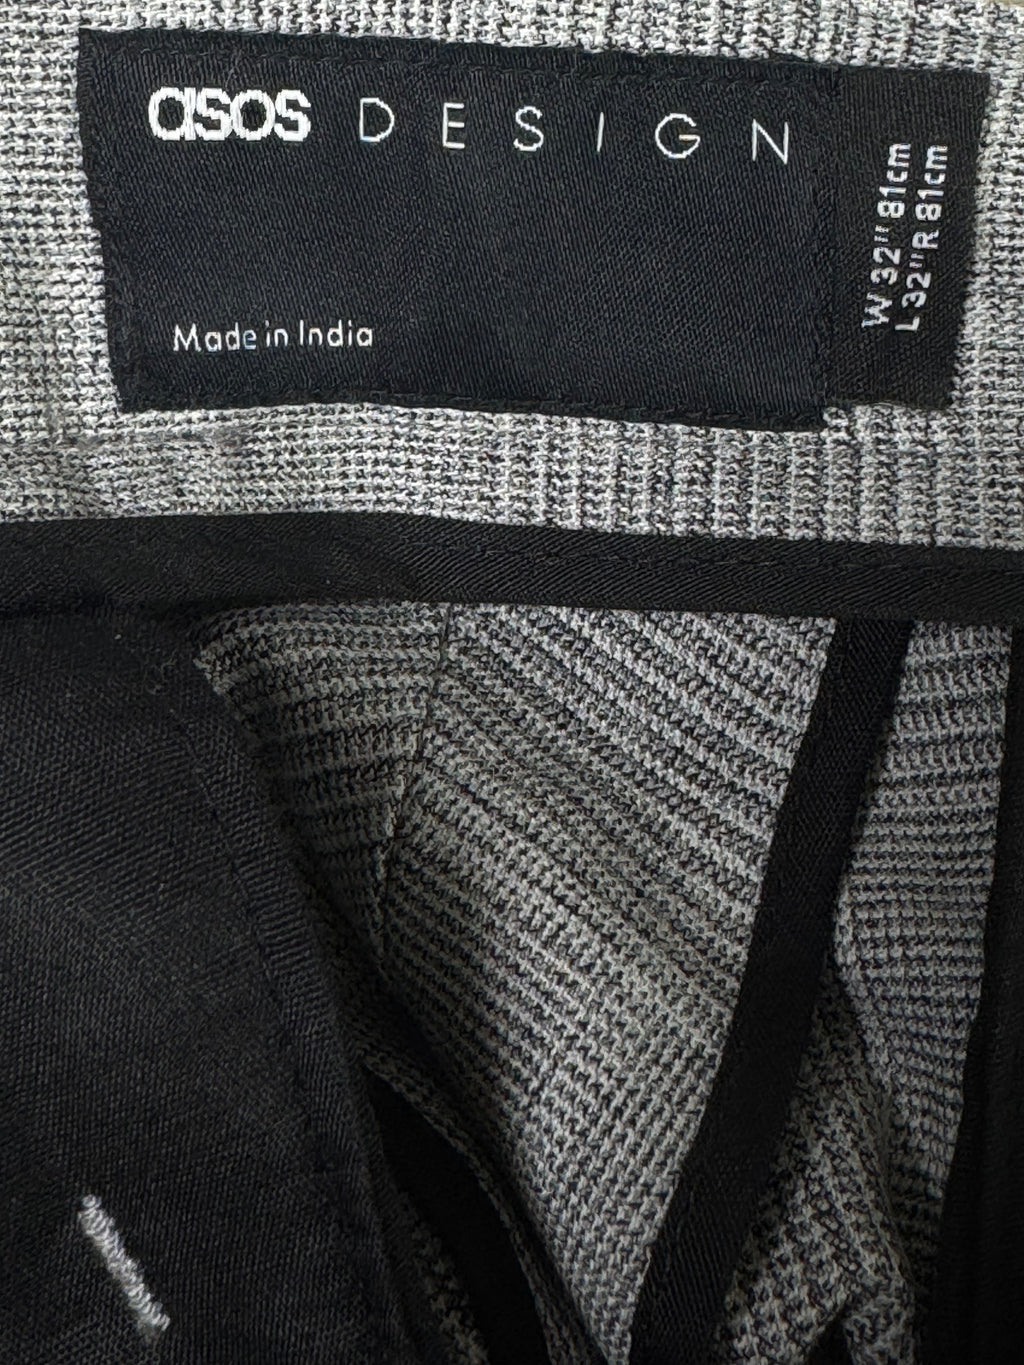 asos DESIGN
Made in India
W 32" 81cm
L 32"R 81cm